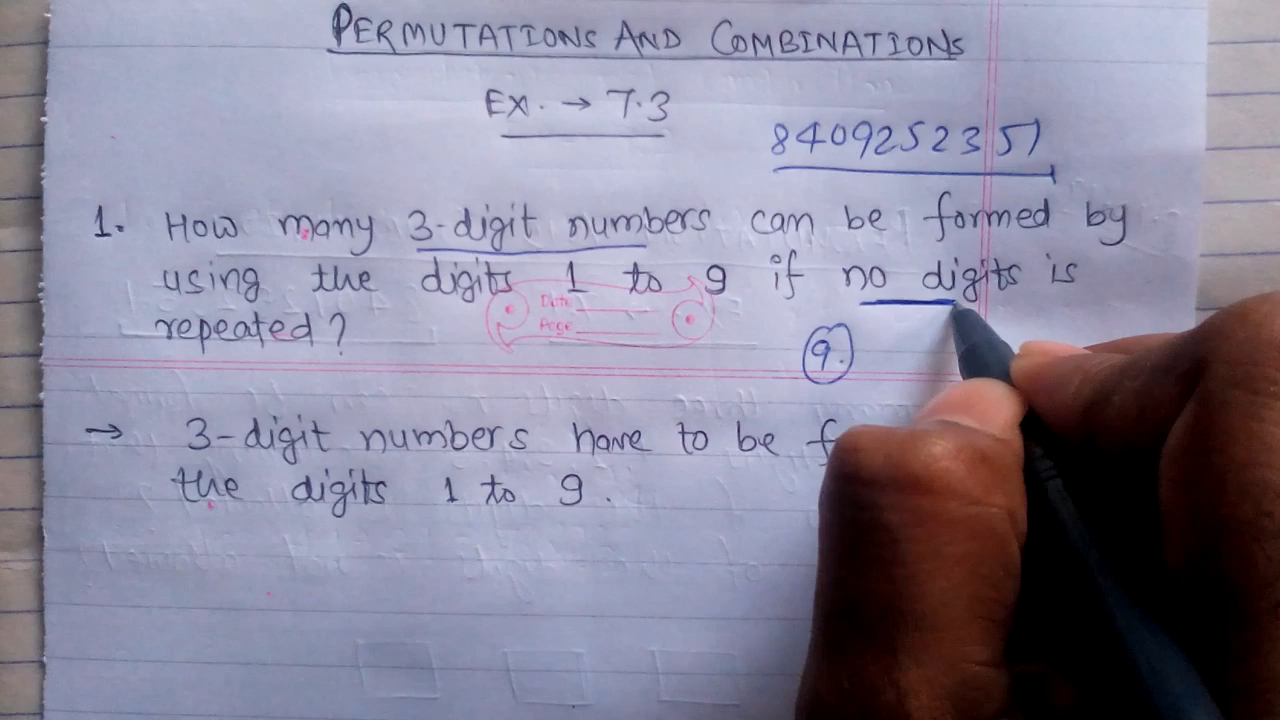 PERMUTATIONS AND COMBINATIONS
EX. → 7.3
8409252351
1. How many 3-digit numbers can be formed by
using the digits 1 to 9 if no digits is
Date
Page
repeated?
9.
→ 3-digit numbers have to be f
the digits 1 to 9.